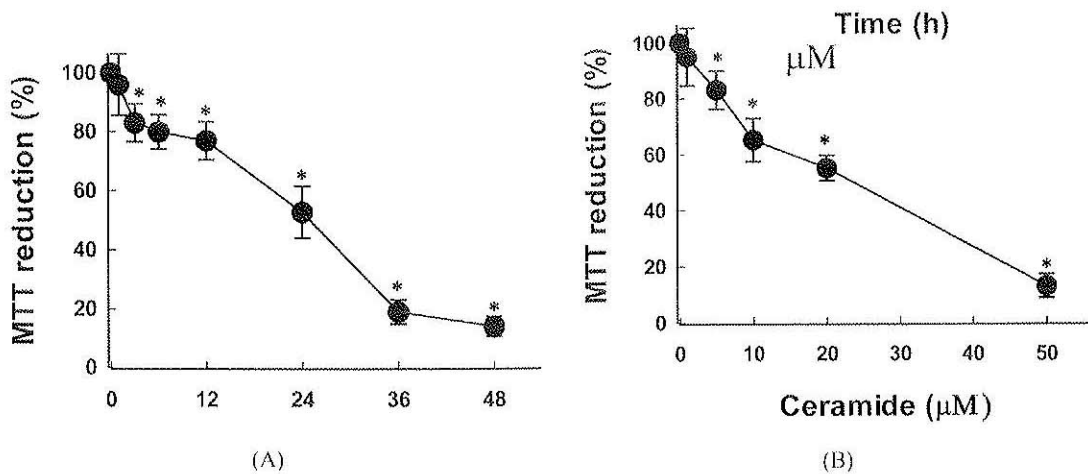 MTT reduction (%)
100
80
60
40
20
0
* * * * * *
0 12 24 36 48
(A)
Time (h)
μM
MTT reduction (%)
100
80
60
40
20
0
* * * *
0 10 20 30 40 50
Ceramide (μM)
(B)